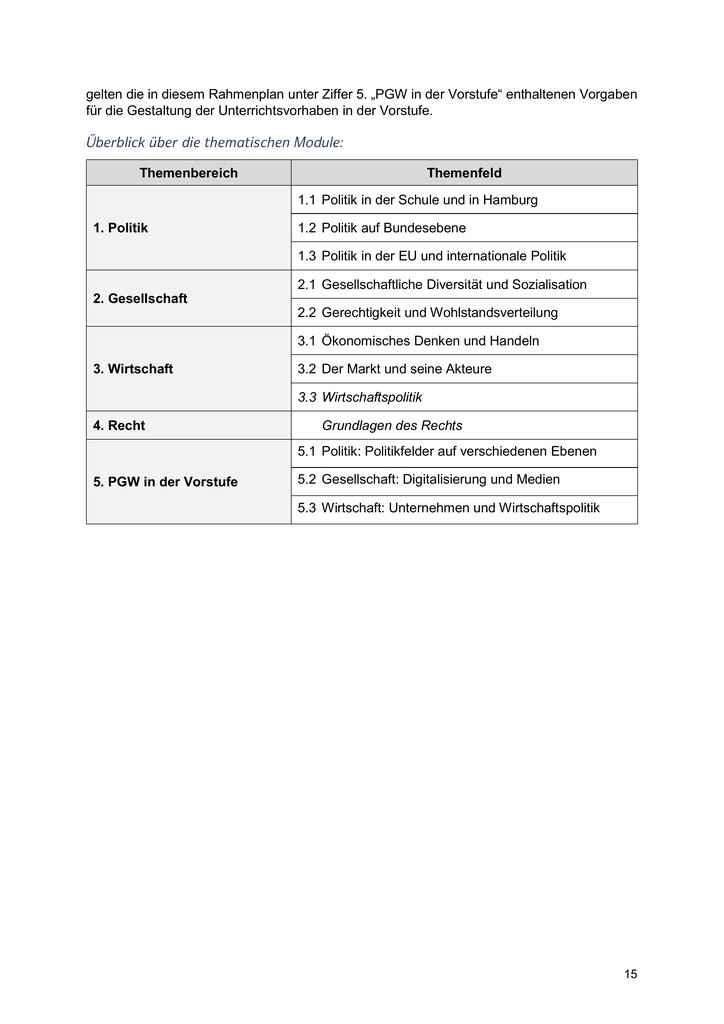 gelten die in diesem Rahmenplan unter Ziffer 5. „PGW in der Vorstufe“ enthaltenen Vorgaben
für die Gestaltung der Unterrichtsvorhaben in der Vorstufe.
Überblick über die thematischen Module:
Themenbereich Themenfeld
1. Politik
1.1 Politik in der Schule und in Hamburg
1.2 Politik auf Bundesebene
1.3 Politik in der EU und internationale Politik
2. Gesellschaft
2.1 Gesellschaftliche Diversität und Sozialisation
2.2 Gerechtigkeit und Wohlstandsverteilung
3. Wirtschaft
3.1 Ökonomisches Denken und Handeln
3.2 Der Markt und seine Akteure
3.3 Wirtschaftspolitik
4. Recht
Grundlagen des Rechts
5. PGW in der Vorstufe
5.1 Politik: Politikfelder auf verschiedenen Ebenen
5.2 Gesellschaft: Digitalisierung und Medien
5.3 Wirtschaft: Unternehmen und Wirtschaftspolitik
15